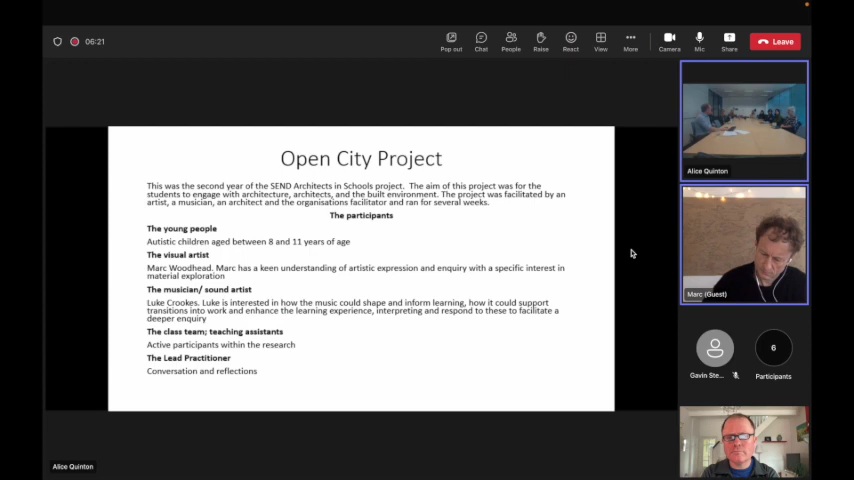 06:21
Pop out
Chat
People
Raise
React
View
More
Camera
Mic
Share
Leave
Open City Project
This was the second year of the SEND Architects in Schools project. The aim of this project was for the
students to engage with architecture, architects, and the built environment. The project was facilitated by an
artist, a musician, an architect and the organisations facilitator and ran for several weeks.
The participants
The young people
Autistic children aged between 8 and 11 years of age
The visual artist
Marc Woodhead. Marc has a keen understanding of artistic expression and enquiry with a specific interest in
material exploration
The musician/ sound artist
Luke Crookes. Luke is interested in how the music could shape and inform learning, how it could support
transitions into work and enhance the learning experience, interpreting and respond to these to facilitate a
deeper enquiry
The class team; teaching assistants
Active participants within the research
The Lead Practitioner
Conversation and reflections
Alice Quinton
Alice Quinton
Marc (Guest)
Gavin Ste...
6
Participants